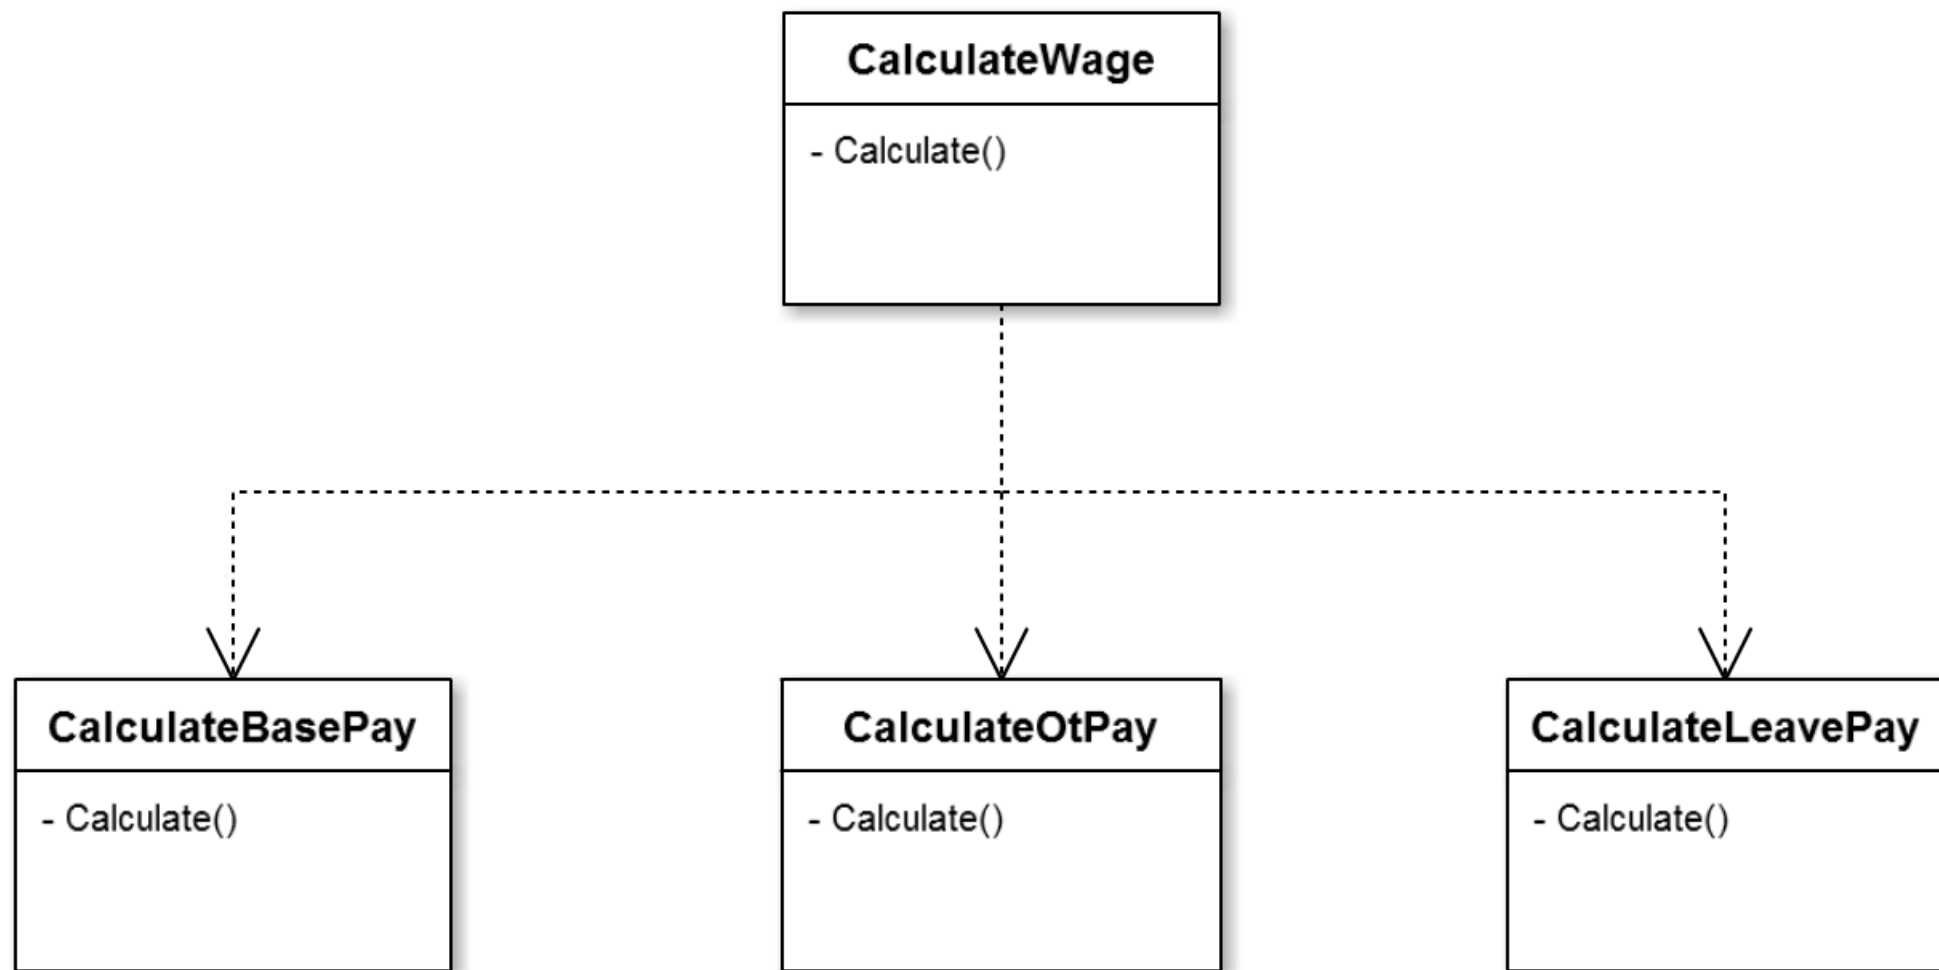 CalculateWage
- Calculate()
CalculateBasePay
- Calculate()
CalculateOtPay
- Calculate()
CalculateLeavePay
- Calculate()